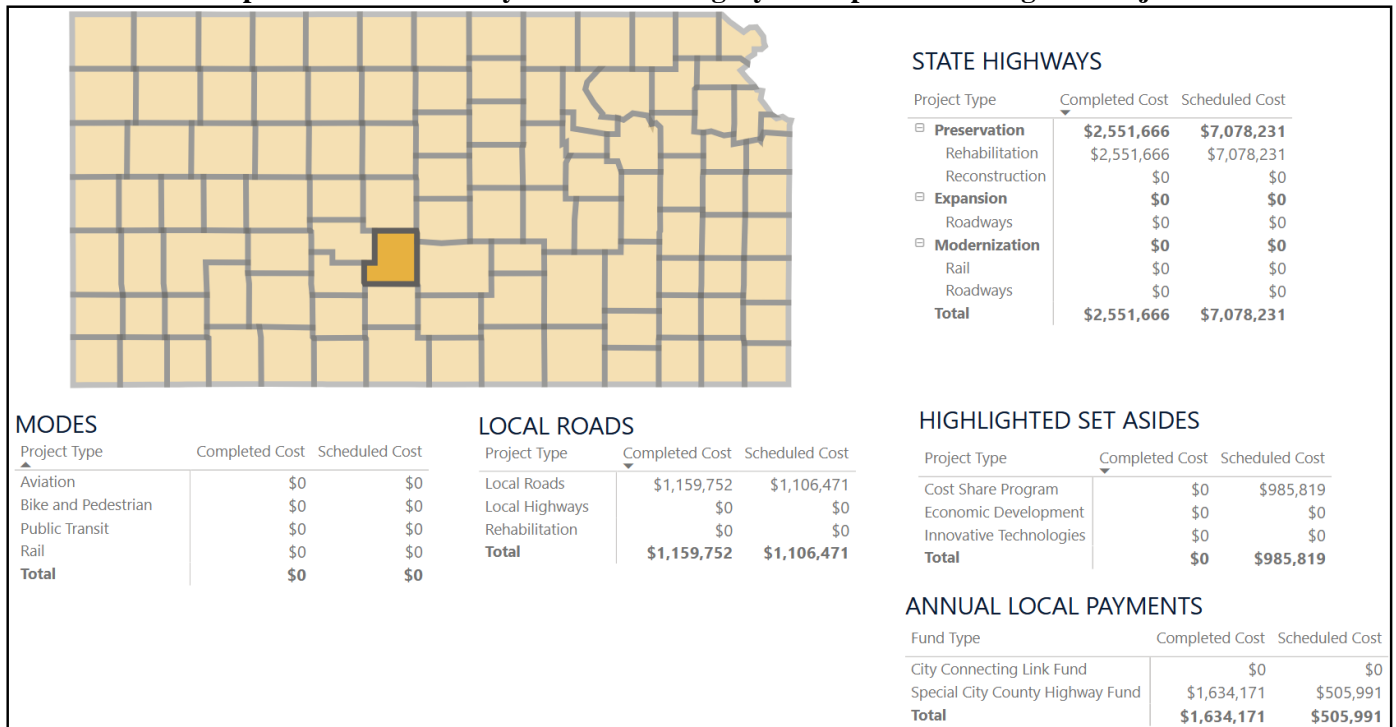 STATE HIGHWAYS
Project Type Completed Cost Scheduled Cost
Preservation $2,551,666 $7,078,231
Rehabilitation $2,551,666 $7,078,231
Reconstruction $0 $0
Expansion $0 $0
Roadways $0 $0
Modernization $0 $0
Rail $0 $0
Roadways $0 $0
Total $2,551,666 $7,078,231
MODES
Project Type Completed Cost Scheduled Cost
Aviation $0 $0
Bike and Pedestrian $0 $0
Public Transit $0 $0
Rail $0 $0
Total $0 $0
LOCAL ROADS
Project Type Completed Cost Scheduled Cost
Local Roads $1,159,752 $1,106,471
Local Highways $0 $0
Rehabilitation $0 $0
Total $1,159,752 $1,106,471
HIGHLIGHTED SET ASIDES
Project Type Completed Cost Scheduled Cost
Cost Share Program $0 $985,819
Economic Development $0 $0
Innovative Technologies $0 $0
Total $0 $985,819
ANNUAL LOCAL PAYMENTS
Fund Type Completed Cost Scheduled Cost
City Connecting Link Fund $0 $0
Special City County Highway Fund $1,634,171 $505,991
Total $1,634,171 $505,991